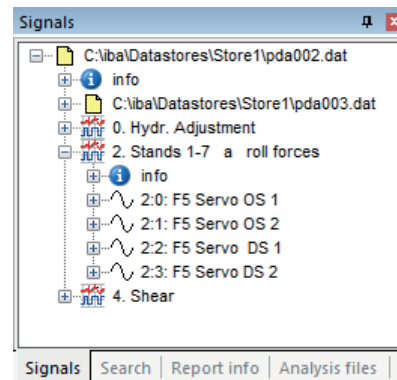 Signals
C:\iba\Datastores\Store1\pda002.dat
info
C:\iba\Datastores\Store1\pda003.dat
0. Hydr. Adjustment
2. Stands 1-7 a roll forces
info
2:0: F5 Servo OS 1
2:1: F5 Servo OS 2
2:2: F5 Servo DS 1
2:3: F5 Servo DS 2
4. Shear
Signals Search Report info Analysis files